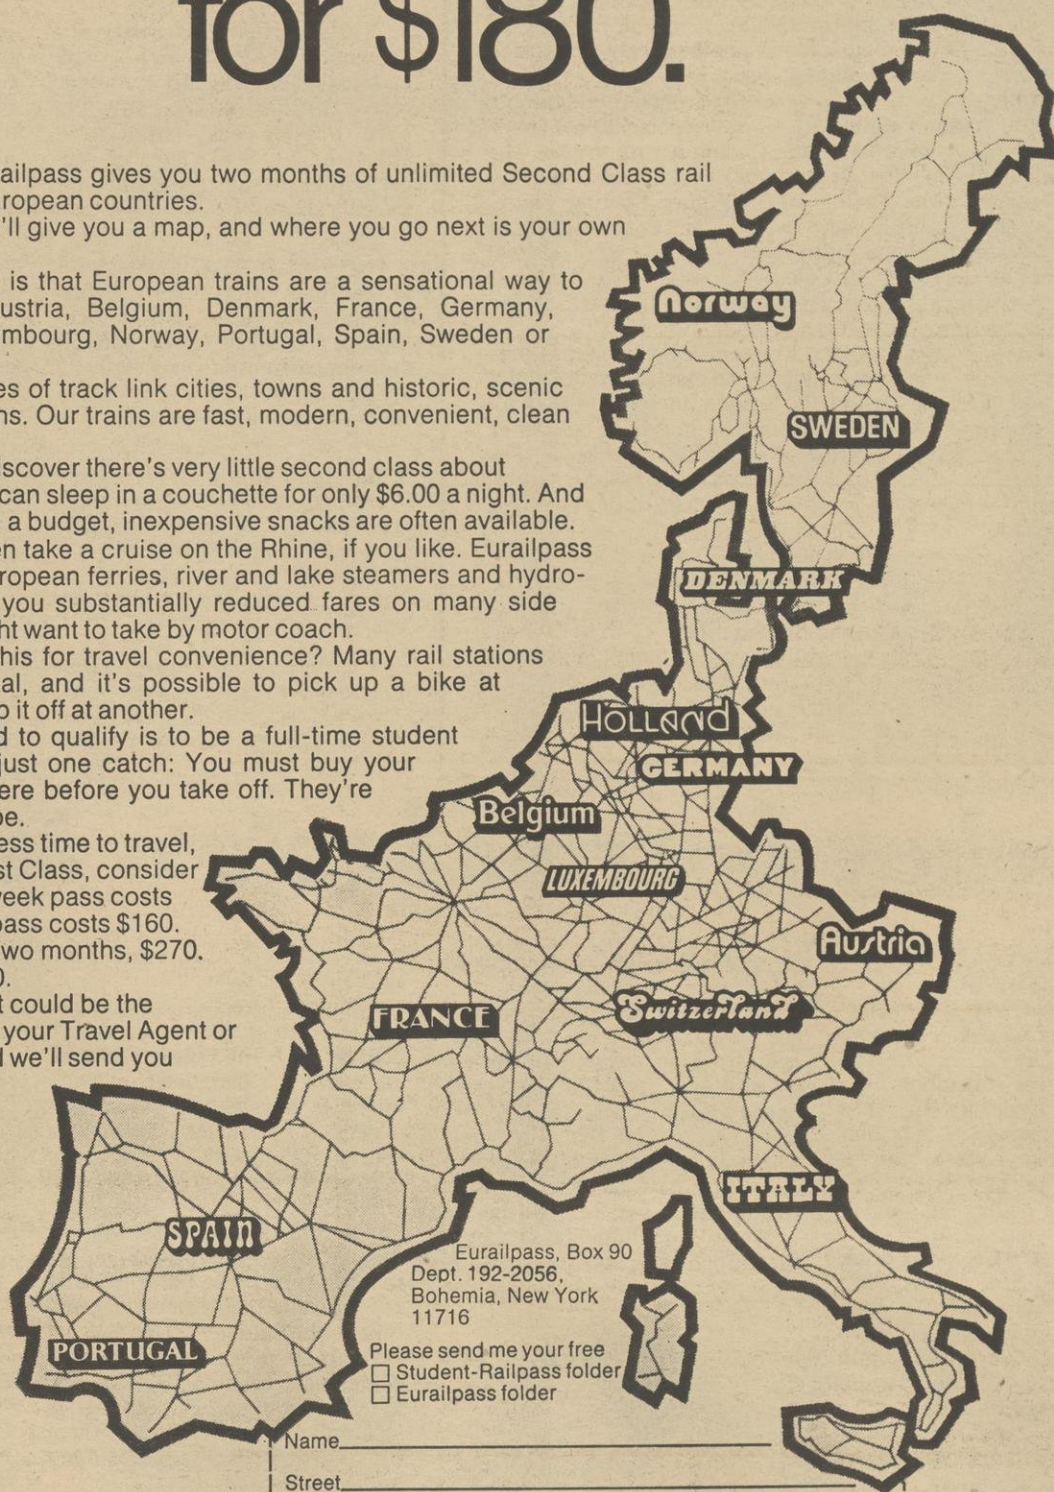 for $180.
ailpass gives you two months of unlimited Second Class rail
ropean countries.
'll give you a map, and where you go next is your own
is that European trains are a sensational way to
ustria, Belgium, Denmark, France, Germany,
mbourg, Norway, Portugal, Spain, Sweden or
es of track link cities, towns and historic, scenic
ns. Our trains are fast, modern, convenient, clean
iscover there's very little second class about
can sleep in a couchette for only $6.00 a night. And
a budget, inexpensive snacks are often available.
en take a cruise on the Rhine, if you like. Eurailpass
ropean ferries, river and lake steamers and hydro-
you substantially reduced fares on many side
ht want to take by motor coach.
his for travel convenience? Many rail stations
al, and it's possible to pick up a bike at
p it off at another.
d to qualify is to be a full-time student
just one catch: You must buy your
ere before you take off. They're
pe.
ess time to travel,
st Class, consider
week pass costs
pass costs $160.
wo months, $270.
0.
t could be the
your Travel Agent or
l we'll send you
Norway
SWEDEN
DENMARK
HOLLAND
GERMANY
Belgium
LUXEMBOURG
Austria
FRANCE
Switzerland
ITALY
SPAIN
PORTUGAL
Eurailpass, Box 90
Dept. 192-2056,
Bohemia, New York
11716
Please send me your free
☐ Student-Railpass folder
☐ Eurailpass folder
Name
Street